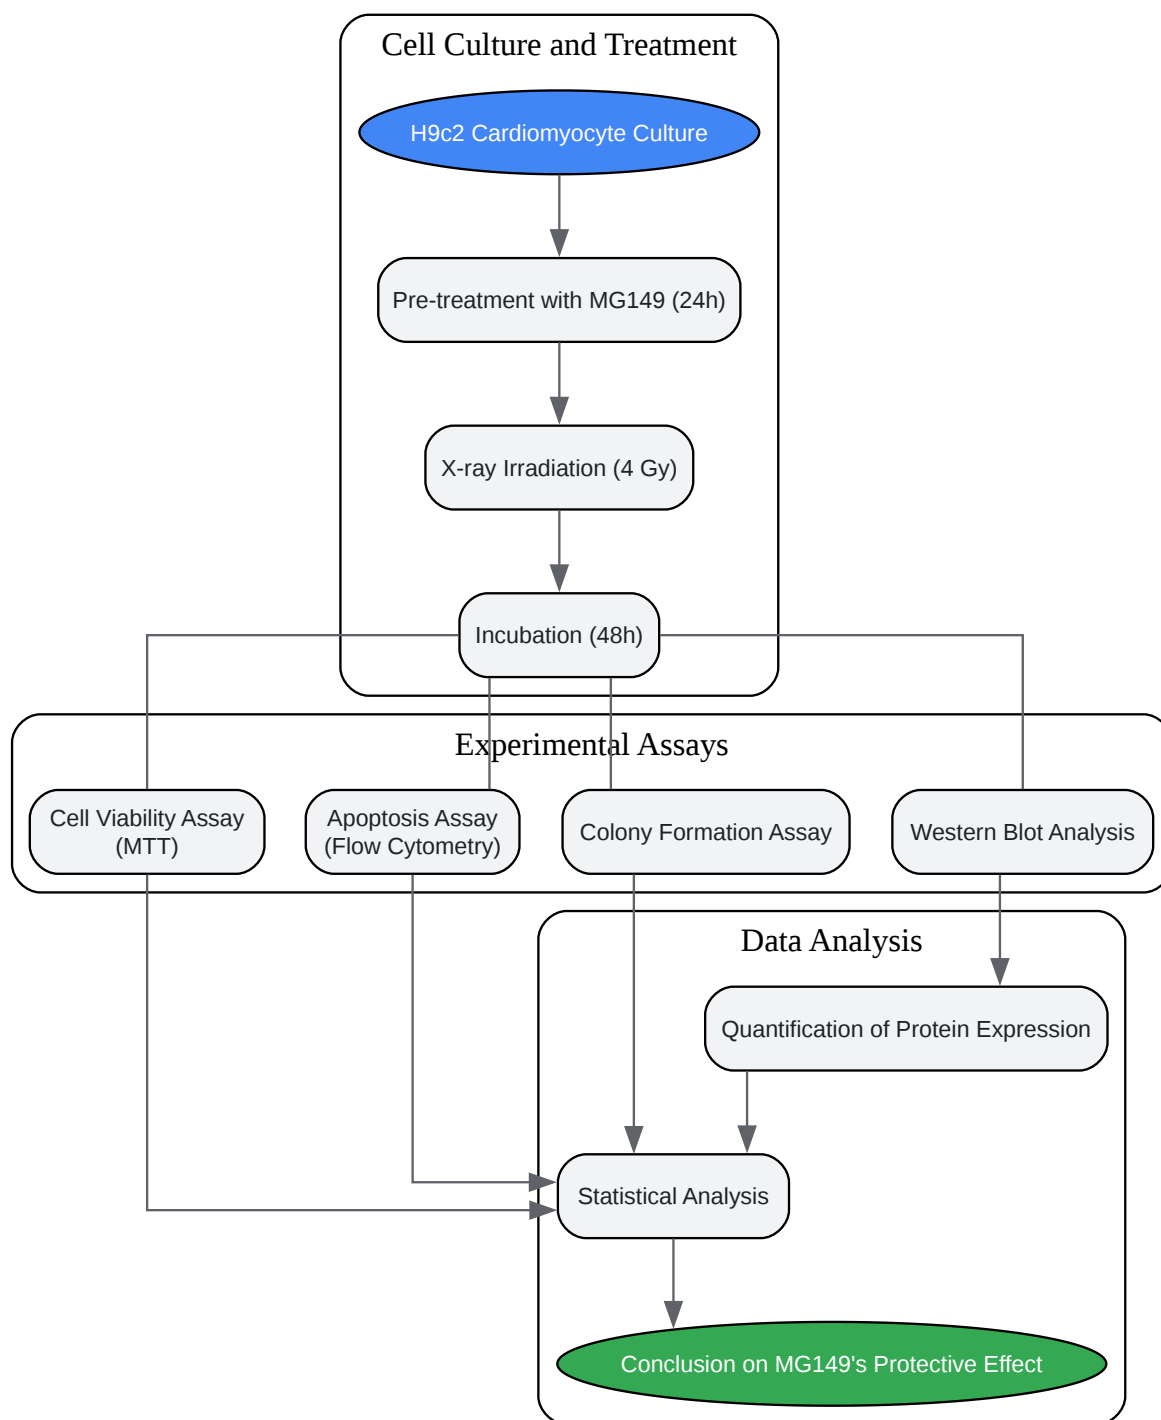 Cell Culture and Treatment
H9c2 Cardiomyocyte Culture
Pre-treatment with MG149 (24h)
X-ray Irradiation (4 Gy)
Incubation (48h)
Experimental Assays
Cell Viability Assay
(MTT)
Apoptosis Assay
(Flow Cytometry)
Colony Formation Assay
Western Blot Analysis
Data Analysis
Quantification of Protein Expression
Statistical Analysis
Conclusion on MG149's Protective Effect